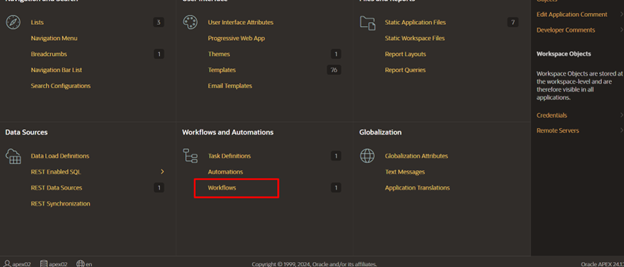 Navigation and Search
User Interface
Files and Reports
Lists 3
Navigation Menu
Breadcrumbs 1
Navigation Bar List
Search Configurations
User Interface Attributes
Progressive Web App
Themes 1
Templates 76
Email Templates
Static Application Files 7
Static Workspace Files
Report Layouts
Report Queries
Objects
Edit Application Comment
Developer Comments
Workspace Objects
Workspace Objects are stored at
the workspace-level and are
therefore visible in all
applications.
Credentials
Remote Servers
Data Sources
Data Load Definitions
REST Enabled SQL
REST Data Sources 1
REST Synchronization
Workflows and Automations
Task Definitions 1
Automations
Workflows 1
Globalization
Globalization Attributes
Text Messages
Application Translations
apex02 apex02 en
Copyright © 1999, 2024, Oracle and/or its affiliates.
Oracle APEX 24.1.1